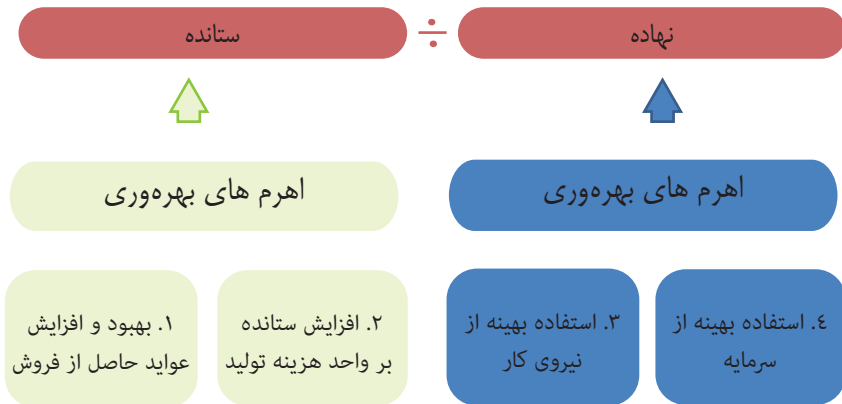 نهاده
÷
ستانده
اهرم های بهره‌وری
اهرم های بهره‌وری
۴. استفاده بهینه از
سرمایه
۳. استفاده بهینه از
نیروی کار
۲. افزایش ستانده
بر واحد هزینه تولید
۱. بهبود و افزایش
عواید حاصل از فروش